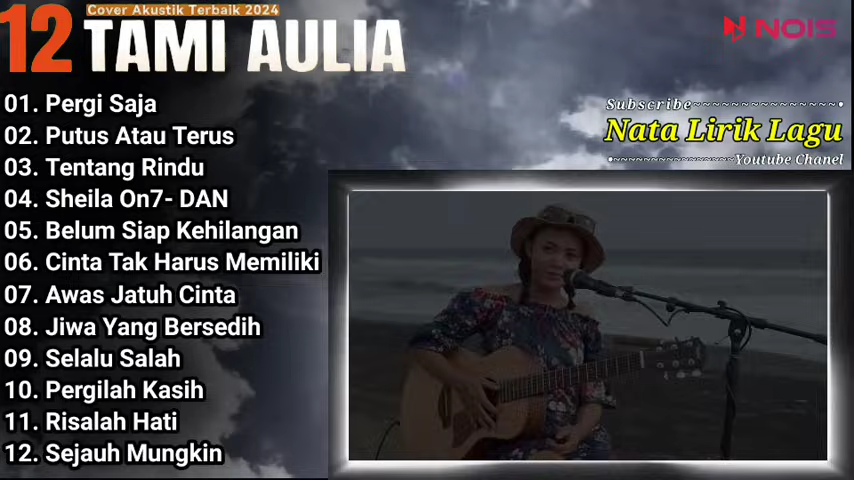 Cover Akustik Terbaik 2024
12 TAMI AULIA
NOIS
01. Pergi Saja
02. Putus Atau Terus
03. Tentang Rindu
04. Sheila On7- DAN
05. Belum Siap Kehilangan
06. Cinta Tak Harus Memiliki
07. Awas Jatuh Cinta
08. Jiwa Yang Bersedih
09. Selalu Salah
10. Pergilah Kasih
11. Risalah Hati
12. Sejauh Mungkin
Subscribe~~~~~~~~~~~~~~~•
Nata Lirik Lagu
•~~~~~~~~~~~~~~~~Youtube Chanel